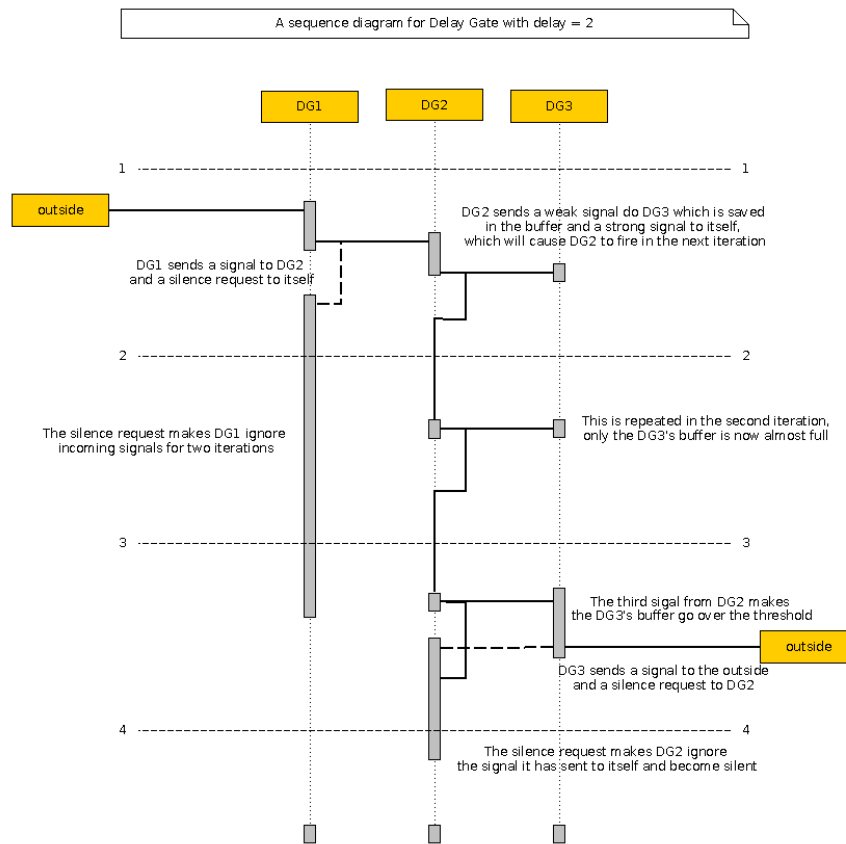 A sequence diagram for Delay Gate with delay = 2
DG1
DG2
DG3
1
1
outside
DG2 sends a weak signal do DG3 which is saved
in the buffer and a strong signal to itself,
which will cause DG2 to fire in the next iteration
DG1 sends a signal to DG2
and a silence request to itself
2
2
The silence request makes DG1 ignore
incoming signals for two iterations
This is repeated in the second iteration,
only the DG3's buffer is now almost full
3
3
The third sigal from DG2 makes
the DG3's buffer go over the threshold
outside
DG3 sends a signal to the outside
and a silence request to DG2
4
4
The silence request makes DG2 ignore
the signal it has sent to itself and become silent